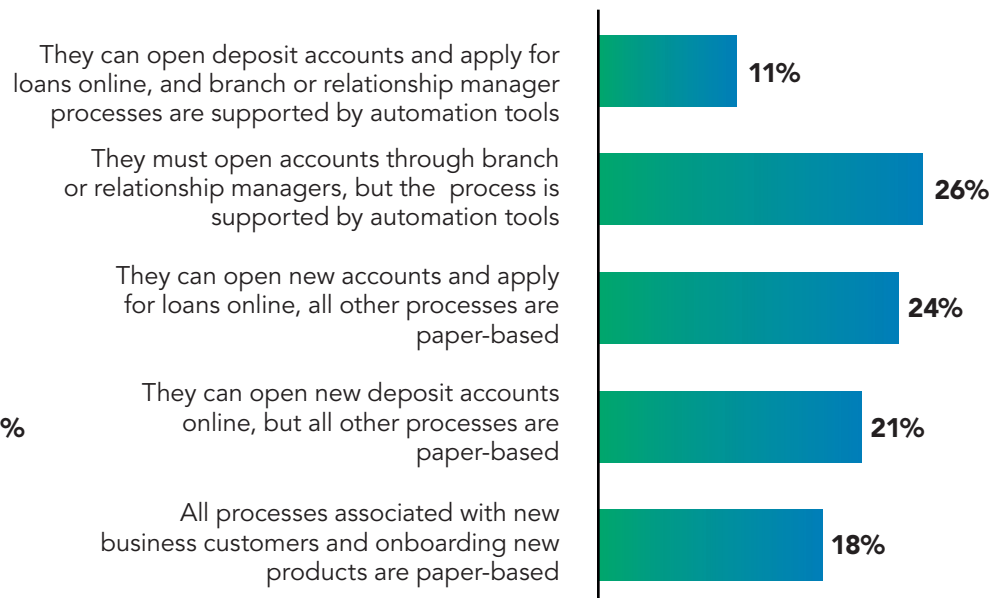 They can open deposit accounts and apply for
loans online, and branch or relationship manager
processes are supported by automation tools
11%
They must open accounts through branch
or relationship managers, but the process is
supported by automation tools
26%
They can open new accounts and apply
for loans online, all other processes are
paper-based
24%
They can open new deposit accounts
online, but all other processes are
paper-based
21%
%
All processes associated with new
business customers and onboarding new
products are paper-based
18%